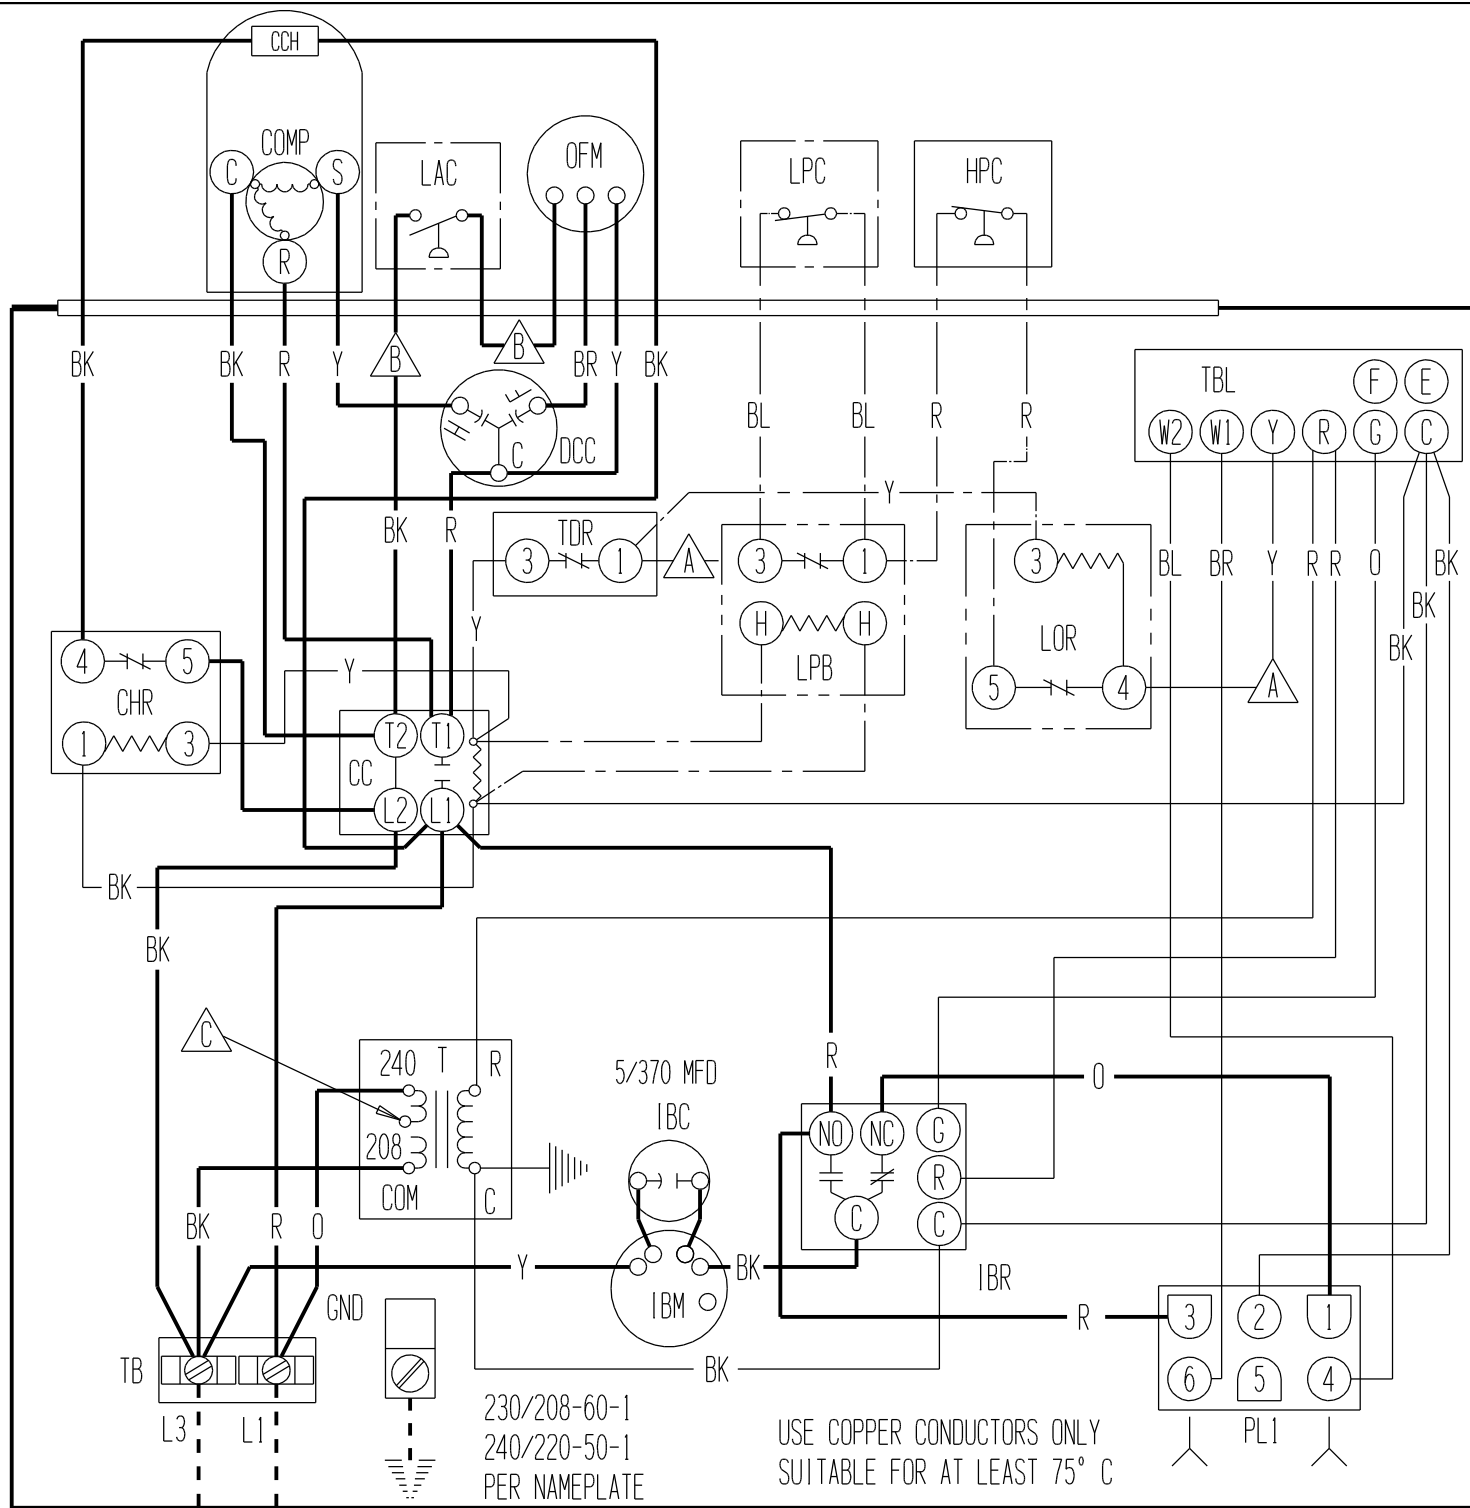 CCH
COMP
C
S
R
LAC
OFM
LPC
HPC
BK
BK
R
Y
B
B
BR
Y
BK
H
F
C
DCC
BL
BL
R
R
TBL
F
E
W2
W1
Y
R
G
C
BK
R
TDR
3
1
A
Y
3
1
H
H
LPB
3
LOR
5
4
A
BL
BR
Y
R
R
O
BK
BK
BK
Y
4
5
CHR
1
3
Y
T2
T1
CC
L2
L1
BK
BK
C
240
T
R
208
COM
C
5/370 MFD
IBC
R
O
NO
NC
G
R
C
C
IBR
BK
R
O
Y
BK
IBM
GND
R
3
2
1
6
5
4
PL1
TB
BK
L3
L1
230/208-60-1
240/220-50-1
PER NAMEPLATE
USE COPPER CONDUCTORS ONLY
SUITABLE FOR AT LEAST 75° C